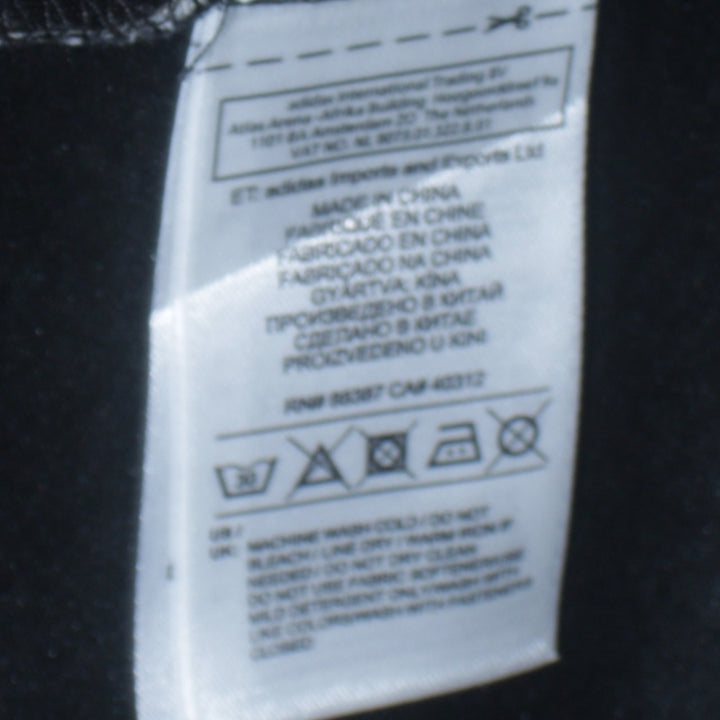 adidas International Trading BV
Atlas Arena - Afrika Building Hoogoorddreef 9a
1101 BA Amsterdam ZO The Netherlands
VAT NO. NL
ET: adidas Imports and Exports Ltd
MADE IN CHINA
FABRIQUÉ EN CHINE
FABRICADO EN CHINA
FABRICADO NA CHINA
GYÁRTVA: KÍNA
ПРОИЗВЕДЕНО В КИТАЙ
СДЕЛАНО В КИТАЕ
PROIZVEDENO U KINI
RN# 88387 CA# 40312
30
US /
UK: MACHINE WASH COLD / DO NOT
BLEACH / LINE DRY / WARM IRON IF
NEEDED / DO NOT DRY CLEAN
DO NOT USE FABRIC SOFTENER/USE
MILD DETERGENT ONLY/WASH WITH
LIKE COLORS/WASH WITH FASTENERS
CLOSED